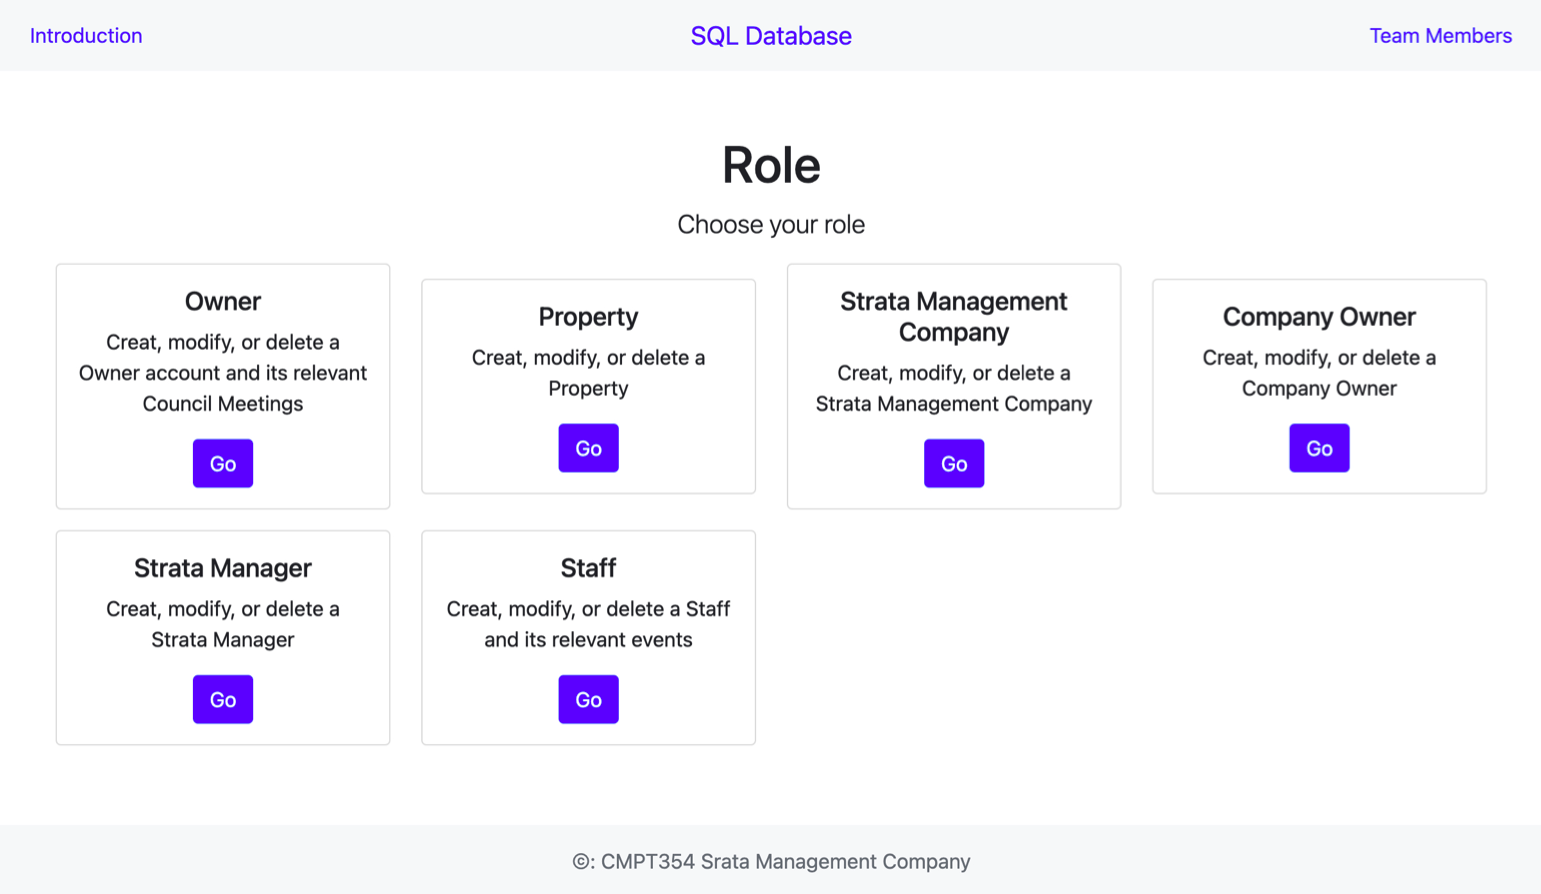 Introduction
SQL Database
Team Members
Role
Choose your role
Owner
Creat, modify, or delete a
Owner account and its relevant
Council Meetings
Go
Property
Creat, modify, or delete a
Property
Go
Strata Management
Company
Creat, modify, or delete a
Strata Management Company
Go
Company Owner
Creat, modify, or delete a
Company Owner
Go
Strata Manager
Creat, modify, or delete a
Strata Manager
Go
Staff
Creat, modify, or delete a Staff
and its relevant events
Go
©: CMPT354 Srata Management Company